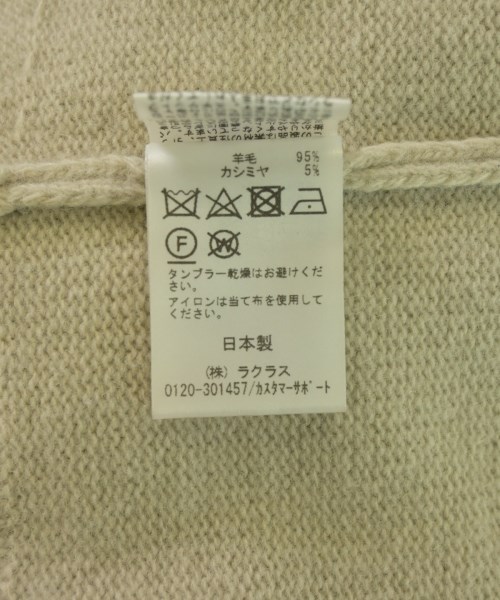 羊毛 95%
カシミヤ 5%
F W
タンブラー乾燥はお避けくだ
さい。
アイロンは当て布を使用して
ください。
日本製
(株) ラクラス
0120-301457/カスタマーサポート